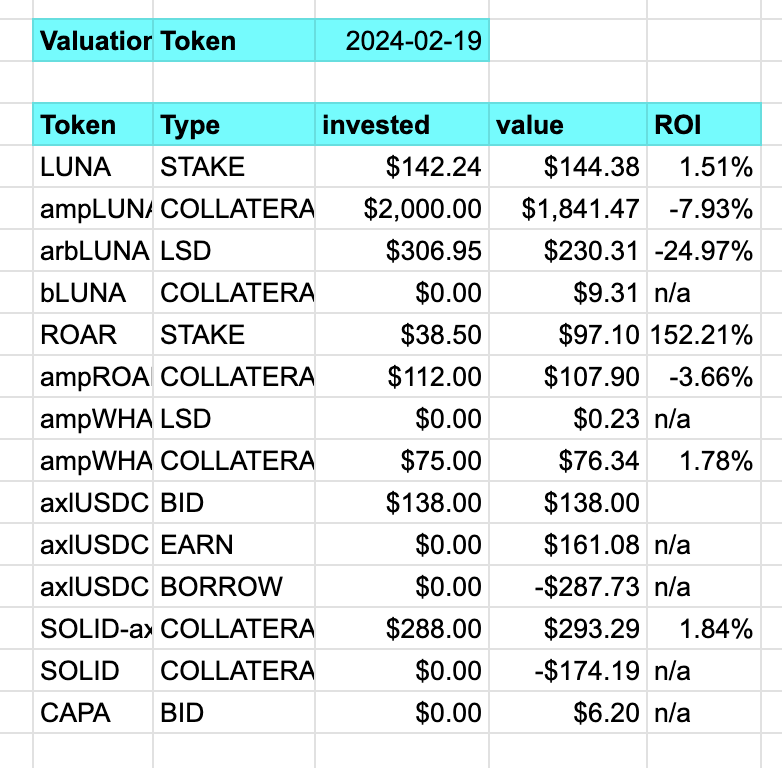 Valuation Token 2024-02-19
Token Type invested value ROI
LUNA STAKE $142.24 $144.38 1.51%
ampLUNA COLLATERA $2,000.00 $1,841.47 -7.93%
arbLUNA LSD $306.95 $230.31 -24.97%
bLUNA COLLATERA $0.00 $9.31 n/a
ROAR STAKE $38.50 $97.10 152.21%
ampROA COLLATERA $112.00 $107.90 -3.66%
ampWHA LSD $0.00 $0.23 n/a
ampWHA COLLATERA $75.00 $76.34 1.78%
axlUSDC BID $138.00 $138.00
axlUSDC EARN $0.00 $161.08 n/a
axlUSDC BORROW $0.00 -$287.73 n/a
SOLID-ax COLLATERA $288.00 $293.29 1.84%
SOLID COLLATERA $0.00 -$174.19 n/a
CAPA BID $0.00 $6.20 n/a